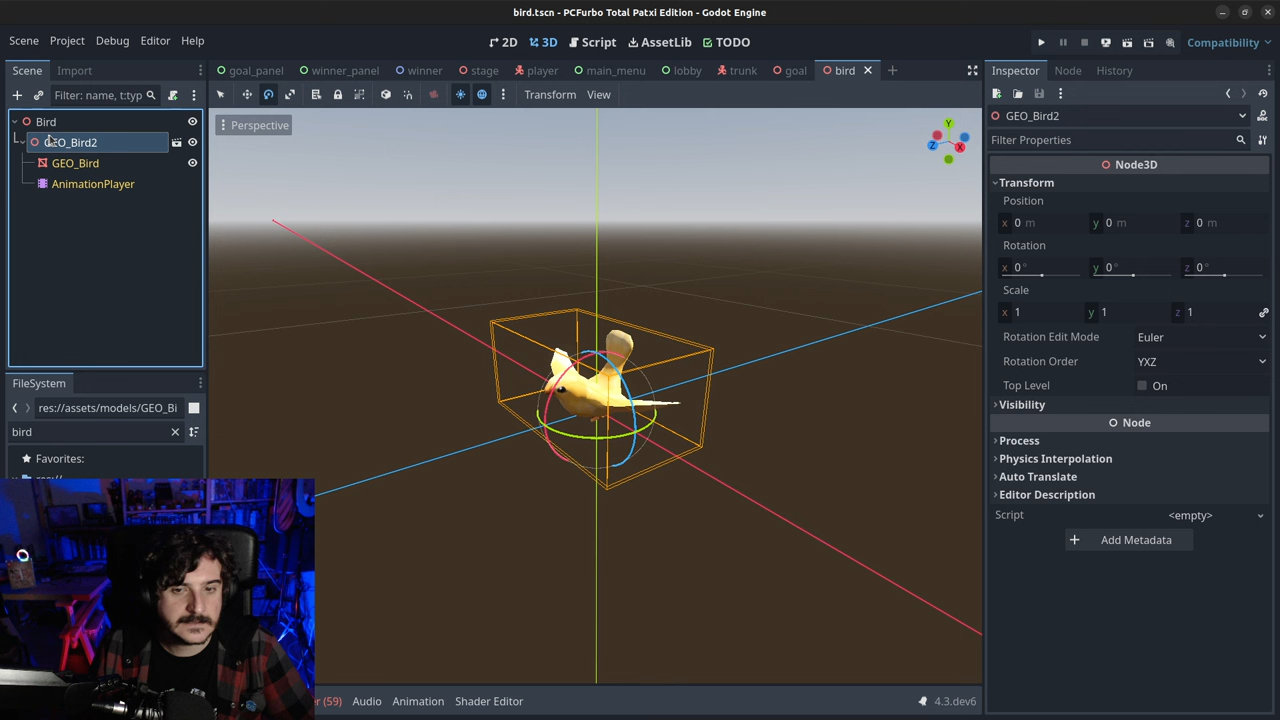 bird.tscn - PCFurbo Total Patxi Edition - Godot Engine
Scene Project Debug Editor Help
2D 3D Script AssetLib TODO
Compatibility
Scene Import
goal_panel winner_panel winner stage player main_menu lobby trunk goal bird
Inspector Node History
Filter: name, t:typ
Transform View
GEO_Bird2
Filter Properties
Bird
GEO_Bird2
GEO_Bird
AnimationPlayer
Perspective
Y
Z
X
Node3D
Transform
Position
x 0 m y 0 m z 0 m
Rotation
x 0° y 0° z 0°
Scale
x 1 y 1 z 1
Rotation Edit Mode Euler
Rotation Order YXZ
Top Level On
Visibility
Node
Process
Physics Interpolation
Auto Translate
Editor Description
Script <empty>
Add Metadata
FileSystem
res://assets/models/GEO_Bi
bird
Favorites:
(59) Audio Animation Shader Editor
4.3.dev6